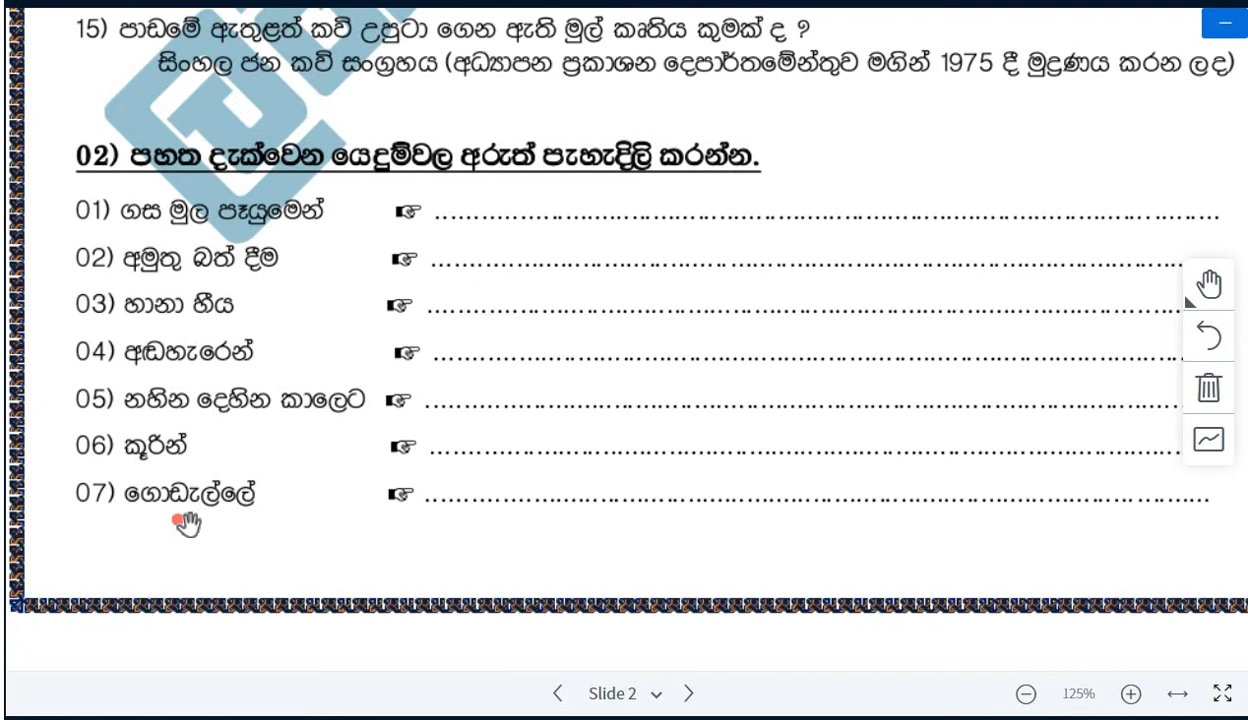 15) පාඩමේ ඇතුළත් කවි උපුටා ගෙන ඇති මුල් කෘතිය කුමක් ද ?
සිංහල ජන කවි සංග්‍රහය (අධ්‍යාපන ප්‍රකාශන දෙපාර්තමේන්තුව මගින් 1975 දී මුද්‍රණය කරන ලද)
02) පහත දැක්වෙන යෙදුම්වල අරුත් පැහැදිලි කරන්න.
01) ගස මුල පෑයුමෙන් ☞ ........................................................................
02) අමුතු බත් දීම ☞ ........................................................................
03) හානා හීය ☞ ........................................................................
04) අඬහැරෙන් ☞ ........................................................................
05) නහින දෙහින කාලෙට ☞ ........................................................................
06) කූරින් ☞ ........................................................................
07) ගොඩැල්ලේ ☞ ........................................................................
Slide 2
125%